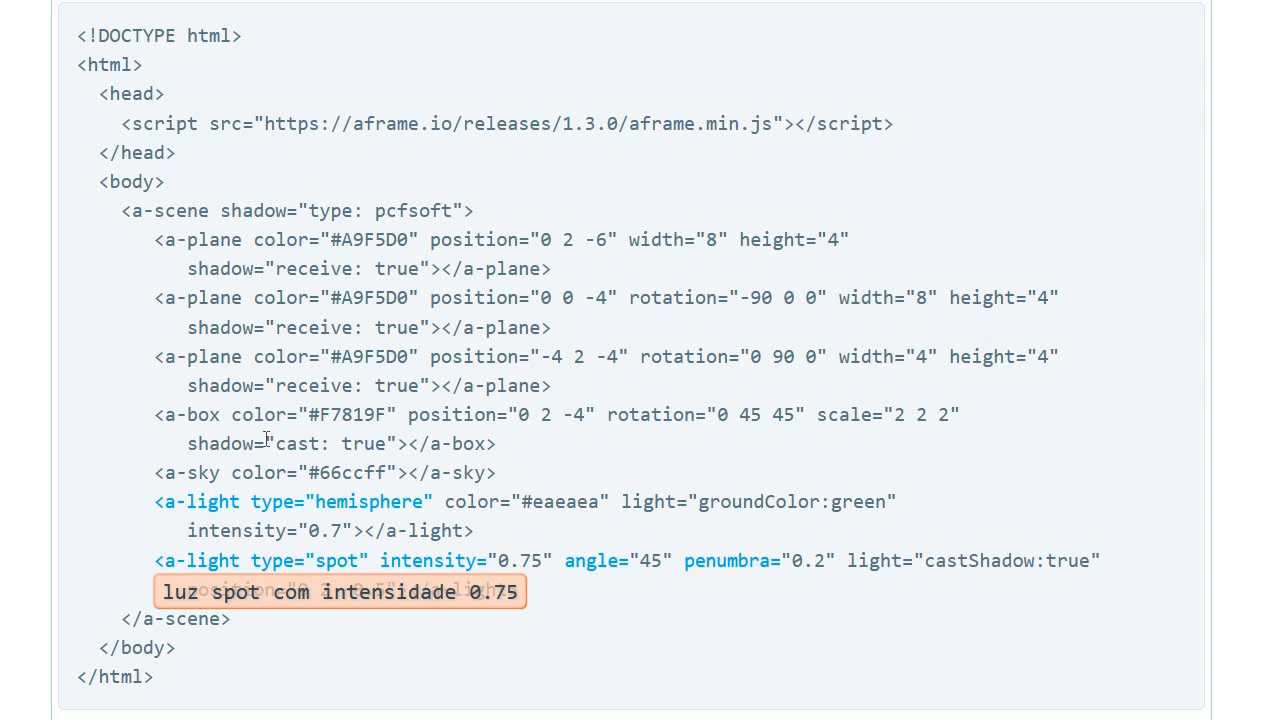 <!DOCTYPE html>
<html>
<head>
<script src="https://aframe.io/releases/1.3.0/aframe.min.js"></script>
</head>
<body>
<a-scene shadow="type: pcfsoft">
<a-plane color="#A9F5D0" position="0 2 -6" width="8" height="4"
shadow="receive: true"></a-plane>
<a-plane color="#A9F5D0" position="0 0 -4" rotation="-90 0 0" width="8" height="4"
shadow="receive: true"></a-plane>
<a-plane color="#A9F5D0" position="-4 2 -4" rotation="0 90 0" width="4" height="4"
shadow="receive: true"></a-plane>
<a-box color="#F7819F" position="0 2 -4" rotation="0 45 45" scale="2 2 2"
shadow="cast: true"></a-box>
<a-sky color="#66ccff"></a-sky>
<a-light type="hemisphere" color="#eaeaea" light="groundColor:green"
intensity="0.7"></a-light>
<a-light type="spot" intensity="0.75" angle="45" penumbra="0.2" light="castShadow:true"
luz spot com intensidade 0.75
</a-scene>
</body>
</html>